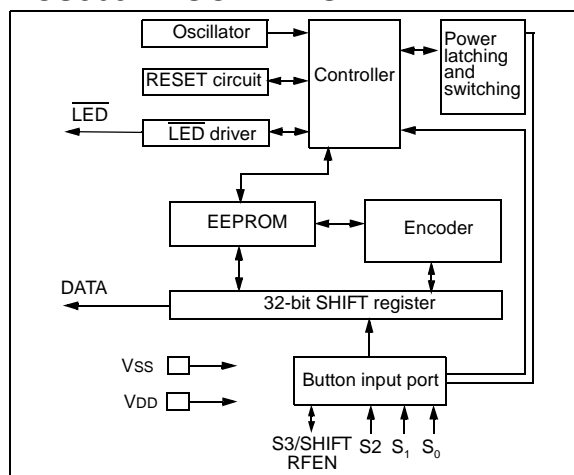 Oscillator
RESET circuit
LED
LED driver
Controller
Power
latching
and
switching
EEPROM
Encoder
DATA
32-bit SHIFT register
VSS
VDD
Button input port
S3/SHIFT S2 S1 S0
RFEN